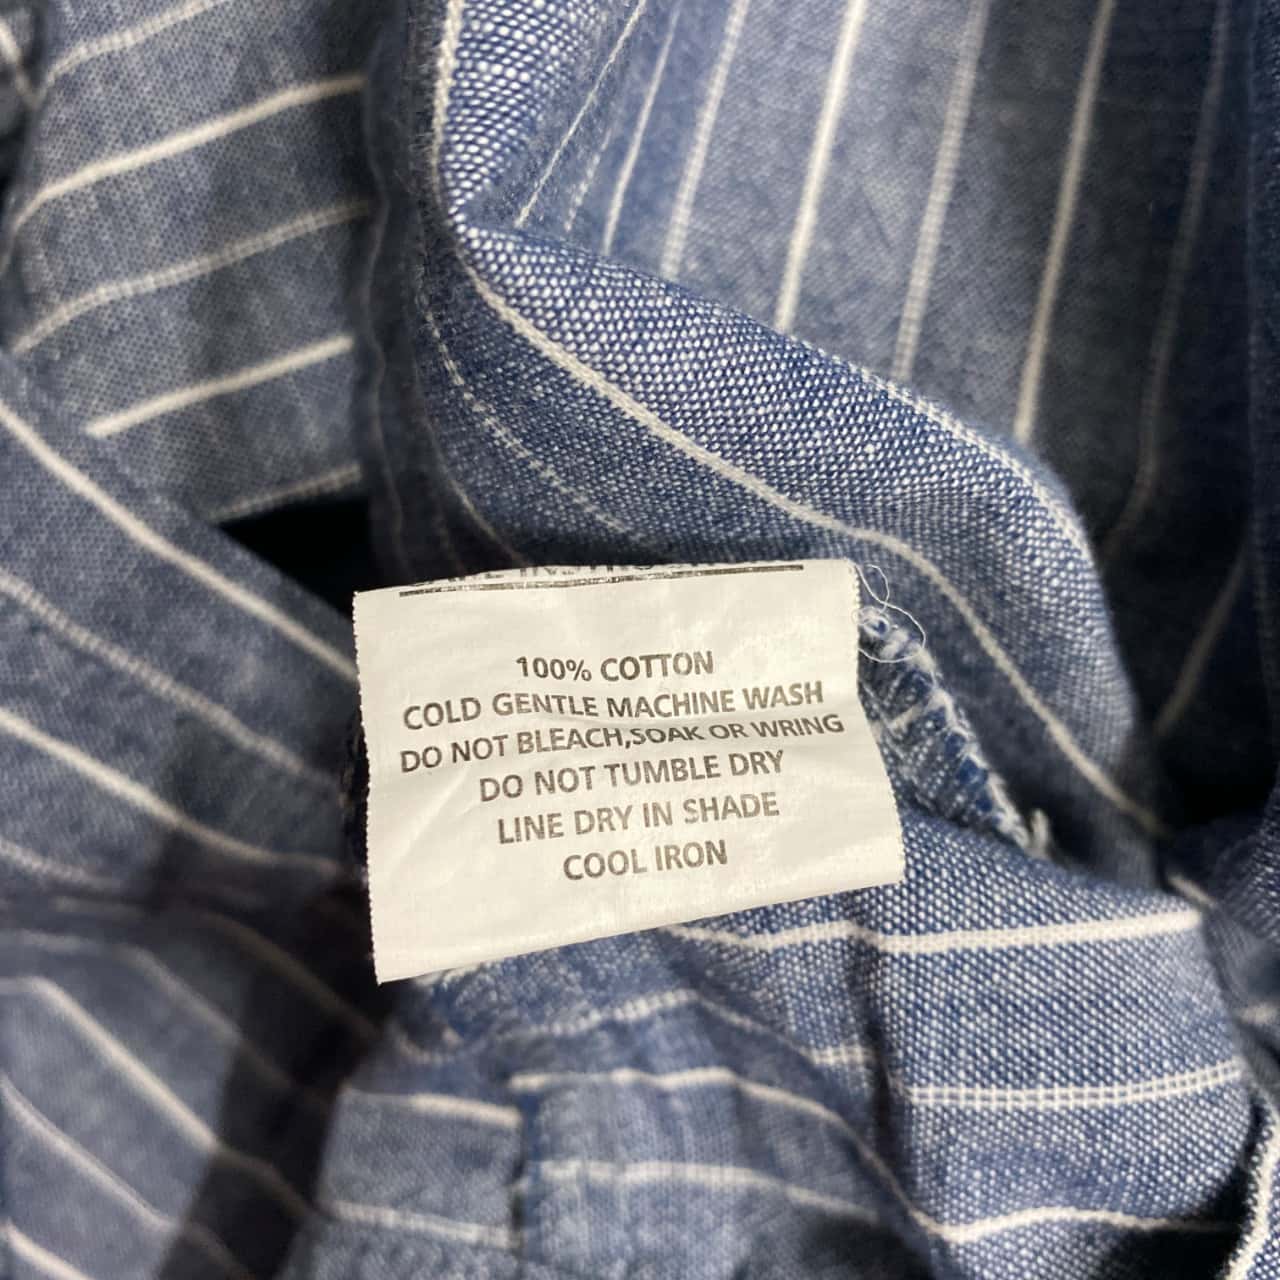 100% COTTON
COLD GENTLE MACHINE WASH
DO NOT BLEACH,SOAK OR WRING
DO NOT TUMBLE DRY
LINE DRY IN SHADE
COOL IRON